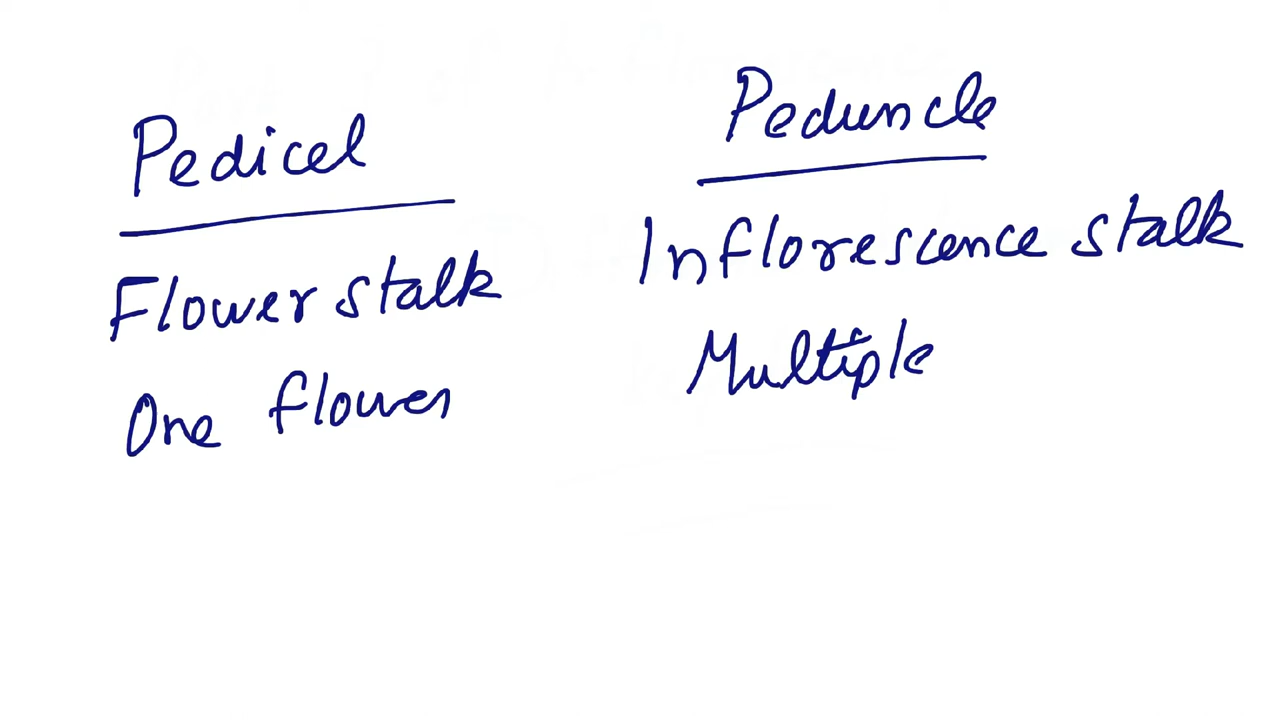 Pedicel
Flower stalk
One flower
Peduncle
Inflorescence stalk
Multiple